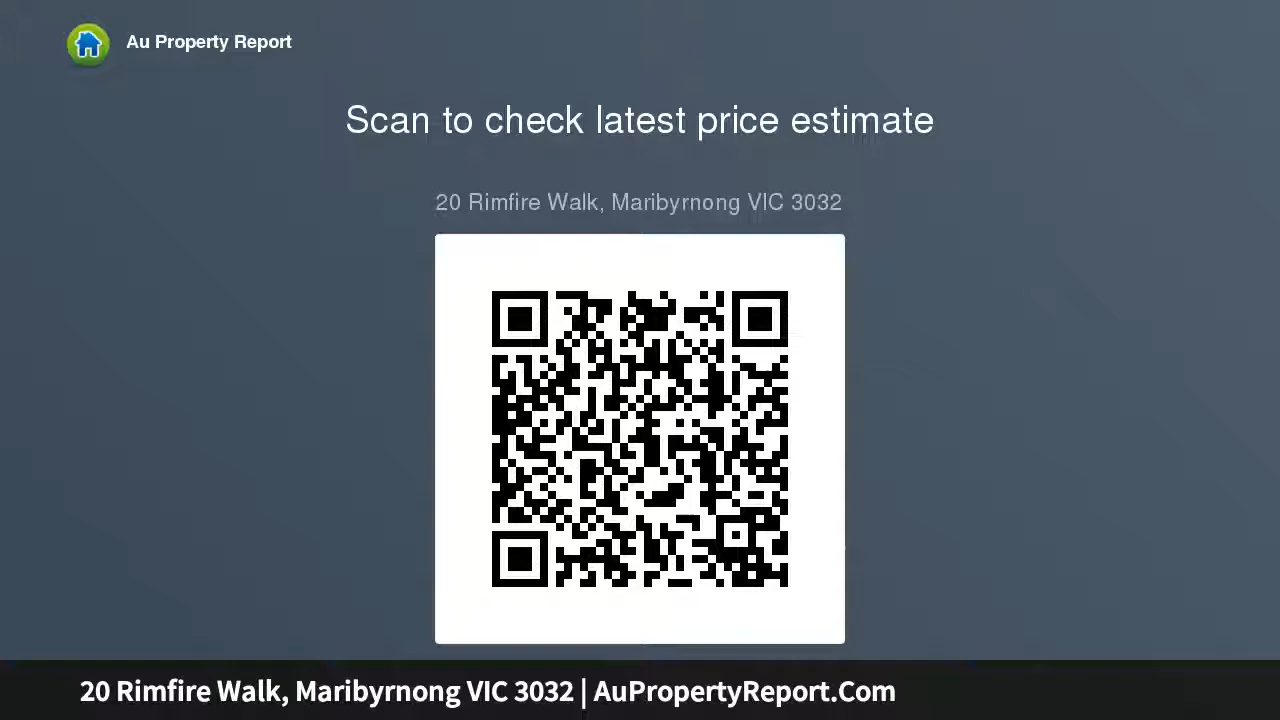 Au Property Report
Scan to check latest price estimate
20 Rimfire Walk, Maribyrnong VIC 3032
20 Rimfire Walk, Maribyrnong VIC 3032 | AuPropertyReport.Com